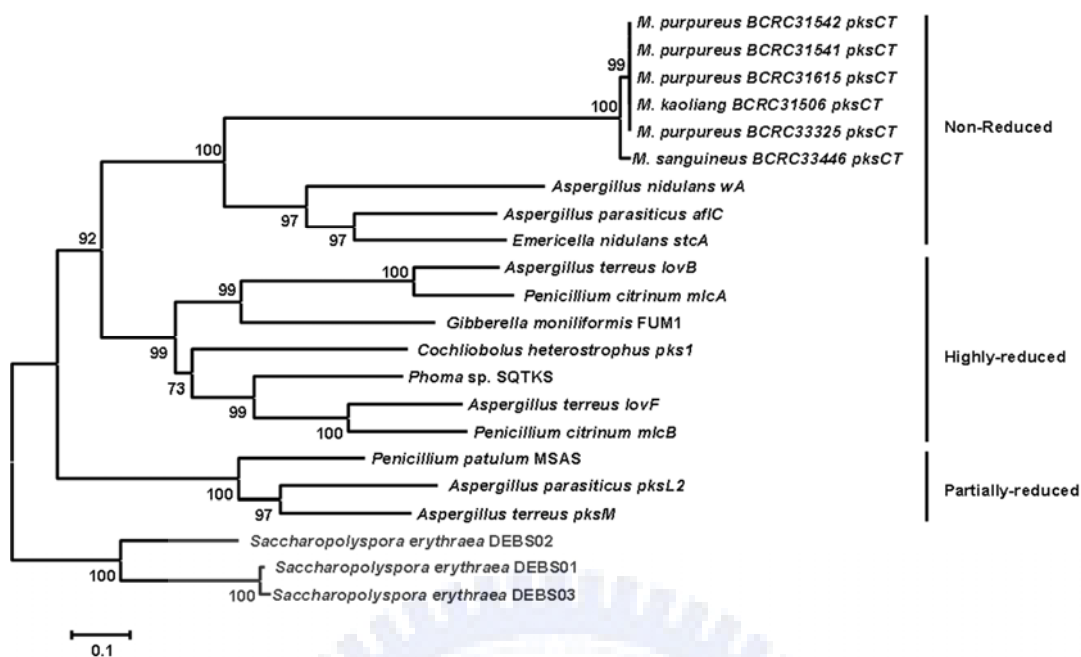 M. purpureus BCRC31542 pksCT
M. purpureus BCRC31541 pksCT
99
M. purpureus BCRC31615 pksCT
100
M. kaoliang BCRC31506 pksCT
Non-Reduced
M. purpureus BCRC33325 pksCT
100
M. sanguineus BCRC33446 pksCT
Aspergillus nidulans wA
97
Aspergillus parasiticus aflC
97
Emericella nidulans stcA
92
Aspergillus terreus lovB
100
99
Penicillium citrinum mlcA
Gibberella moniliformis FUM1
99
Cochliobolus heterostrophus pks1
Highly-reduced
73
Phoma sp. SQTKS
99
Aspergillus terreus lovF
100
Penicillium citrinum mlcB
Penicillium patulum MSAS
100
Aspergillus parasiticus pksL2
Partially-reduced
97
Aspergillus terreus pksM
Saccharopolyspora erythraea DEBS02
100
Saccharopolyspora erythraea DEBS01
100
Saccharopolyspora erythraea DEBS03
0.1